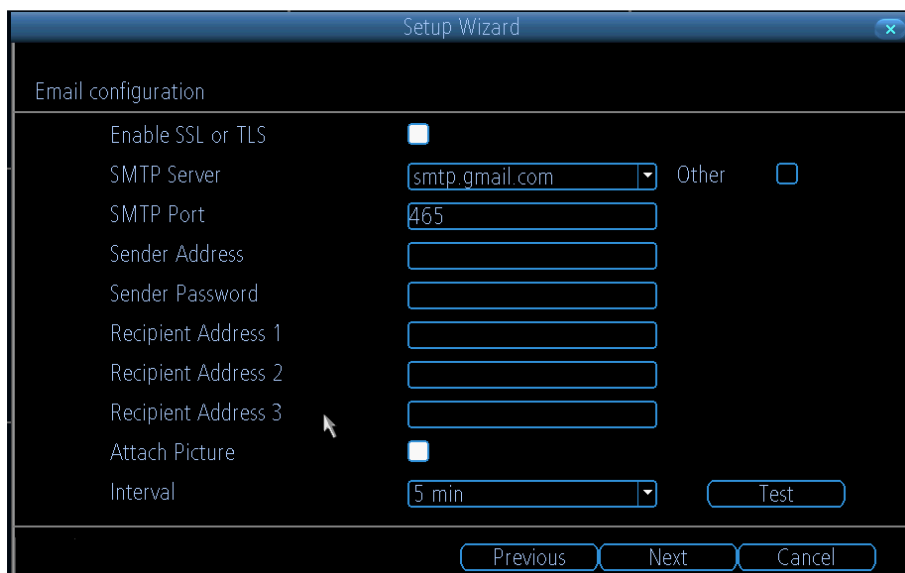 Setup Wizard
Email configuration
Enable SSL or TLS
SMTP Server smtp.gmail.com Other
SMTP Port 465
Sender Address
Sender Password
Recipient Address 1
Recipient Address 2
Recipient Address 3
Attach Picture
Interval 5 min Test
Previous Next Cancel